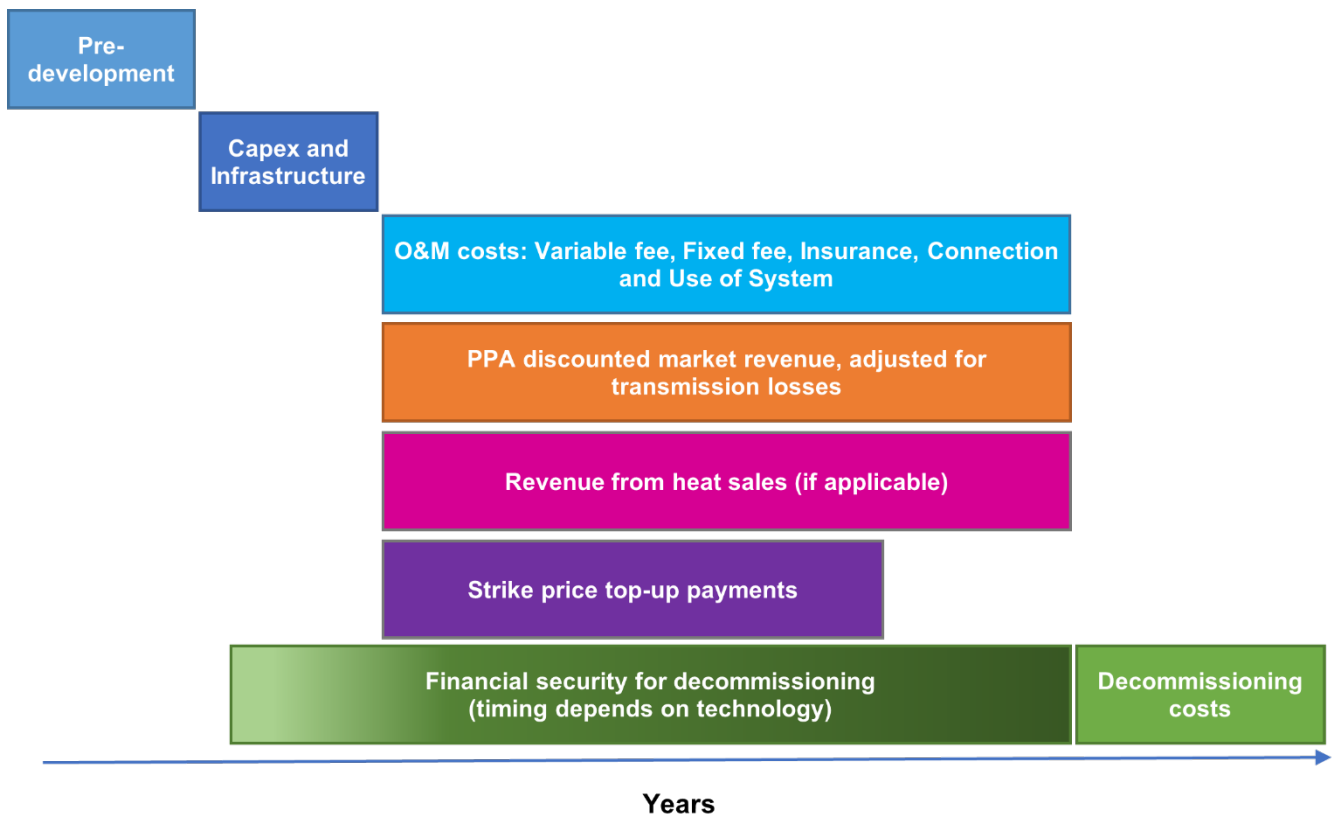 Pre-
development
Capex and
Infrastructure
O&M costs: Variable fee, Fixed fee, Insurance, Connection
and Use of System
PPA discounted market revenue, adjusted for
transmission losses
Revenue from heat sales (if applicable)
Strike price top-up payments
Financial security for decommissioning
(timing depends on technology)
Decommissioning
costs
Years